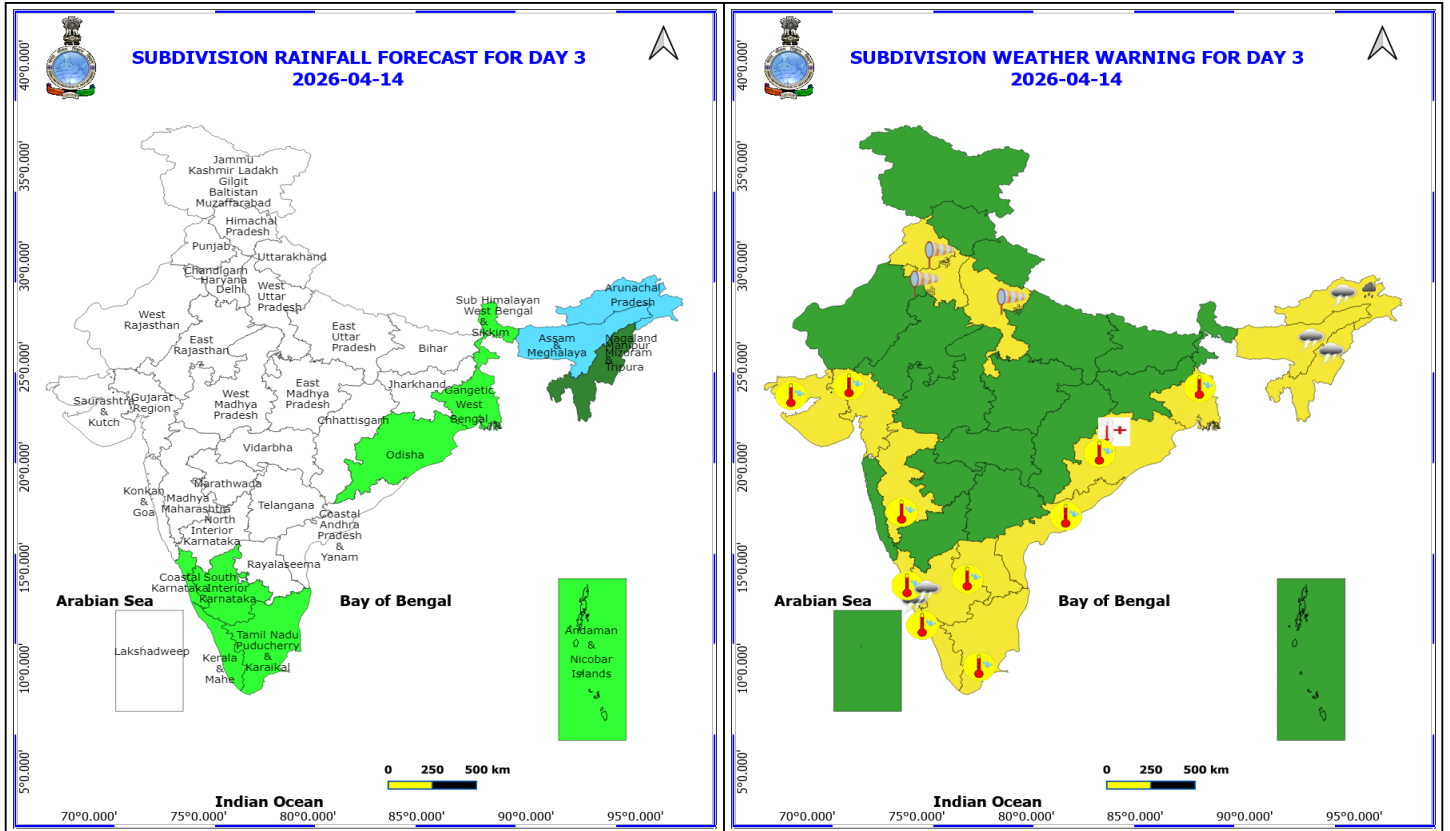 SUBDIVISION RAINFALL FORECAST FOR DAY 3
2026-04-14
40°0.000'
35°0.000'
30°0.000'
25°0.000'
20°0.000'
15°0.000'
10°0.000'
5°0.000'
Jammu
Kashmir Ladakh
Gilgit
Baltistan
Muzaffarabad
Himachal
Pradesh
Punjab
Uttarakhand
Chandigarh
Haryana
Delhi
West
Uttar
Pradesh
Arunachal
Pradesh
Sub Himalayan
West Bengal
&
Sikkim
West
Rajasthan
East
Rajasthan
East
Uttar
Pradesh
Bihar
Assam
&
Meghalaya
Nagaland
Manipur
Mizoram
&
Tripura
Jharkhand
Gangetic
West
Bengal
Saurashtra
&
Kutch
Gujarat
Region
West
Madhya
Pradesh
East
Madhya
Pradesh
Chhattisgarh
Vidarbha
Odisha
Konkan
&
Goa
Madhya
Maharashtra
Marathwada
Telangana
North
Interior
Karnataka
Coastal
Andhra
Pradesh
&
Yanam
Rayalaseema
Coastal
Karnataka
South
Interior
Karnataka
Arabian Sea
Bay of Bengal
Lakshadweep
Kerala
&
Mahe
Tamil Nadu
Puducherry
&
Karaikal
Andaman
&
Nicobar
Islands
0 250 500 km
Indian Ocean
70°0.000' 75°0.000' 80°0.000' 85°0.000' 90°0.000' 95°0.000'
SUBDIVISION WEATHER WARNING FOR DAY 3
2026-04-14
40°0.000'
35°0.000'
30°0.000'
25°0.000'
20°0.000'
15°0.000'
10°0.000'
5°0.000'
Arabian Sea
Bay of Bengal
0 250 500 km
Indian Ocean
70°0.000' 75°0.000' 80°0.000' 85°0.000' 90°0.000' 95°0.000'